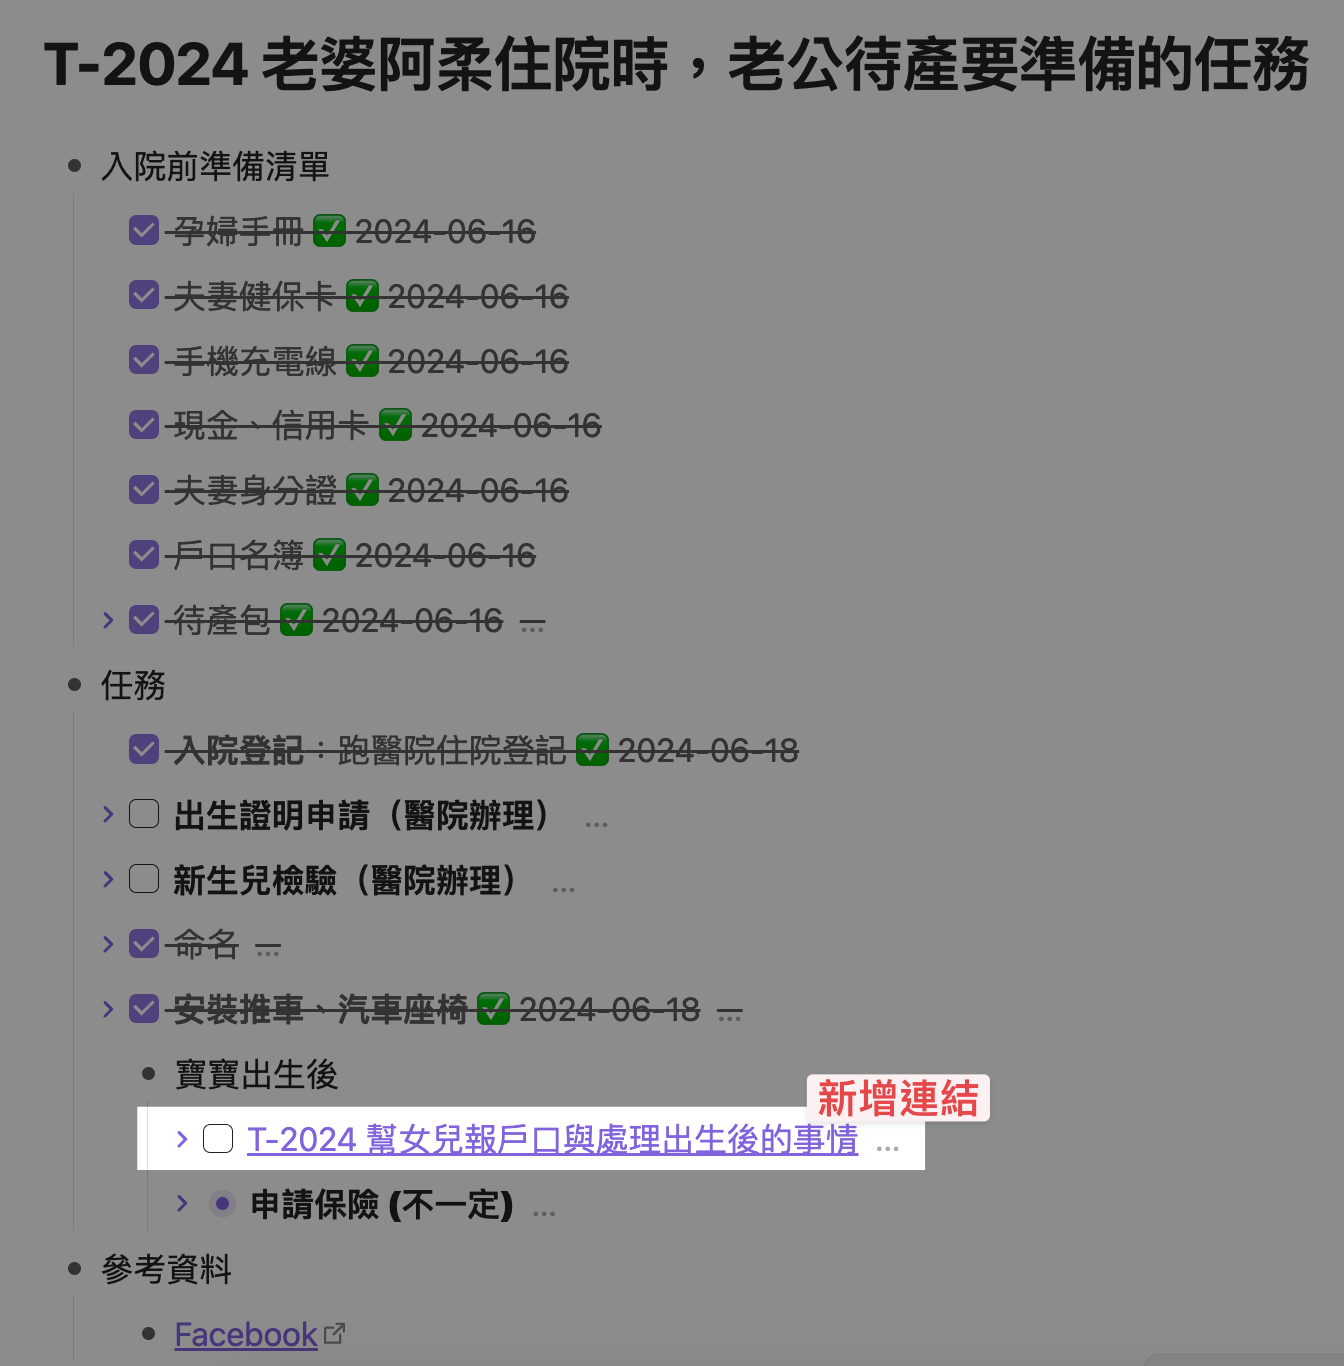 T-2024 老婆阿柔住院時，老公待產要準備的任務
入院前準備清單
孕婦手冊 ✅ 2024-06-16
夫妻健保卡 ✅ 2024-06-16
手機充電線 ✅ 2024-06-16
現金、信用卡 ✅ 2024-06-16
夫妻身分證 ✅ 2024-06-16
戶口名簿 ✅ 2024-06-16
待產包 ✅ 2024-06-16 ...
任務
入院登記：跑醫院住院登記 ✅ 2024-06-18
出生證明申請（醫院辦理） ...
新生兒檢驗（醫院辦理） ...
命名 ...
安裝推車、汽車座椅 ✅ 2024-06-18 ...
寶寶出生後
新增連結
T-2024 幫女兒報戶口與處理出生後的事情 ...
申請保險 (不一定) ...
參考資料
Facebook